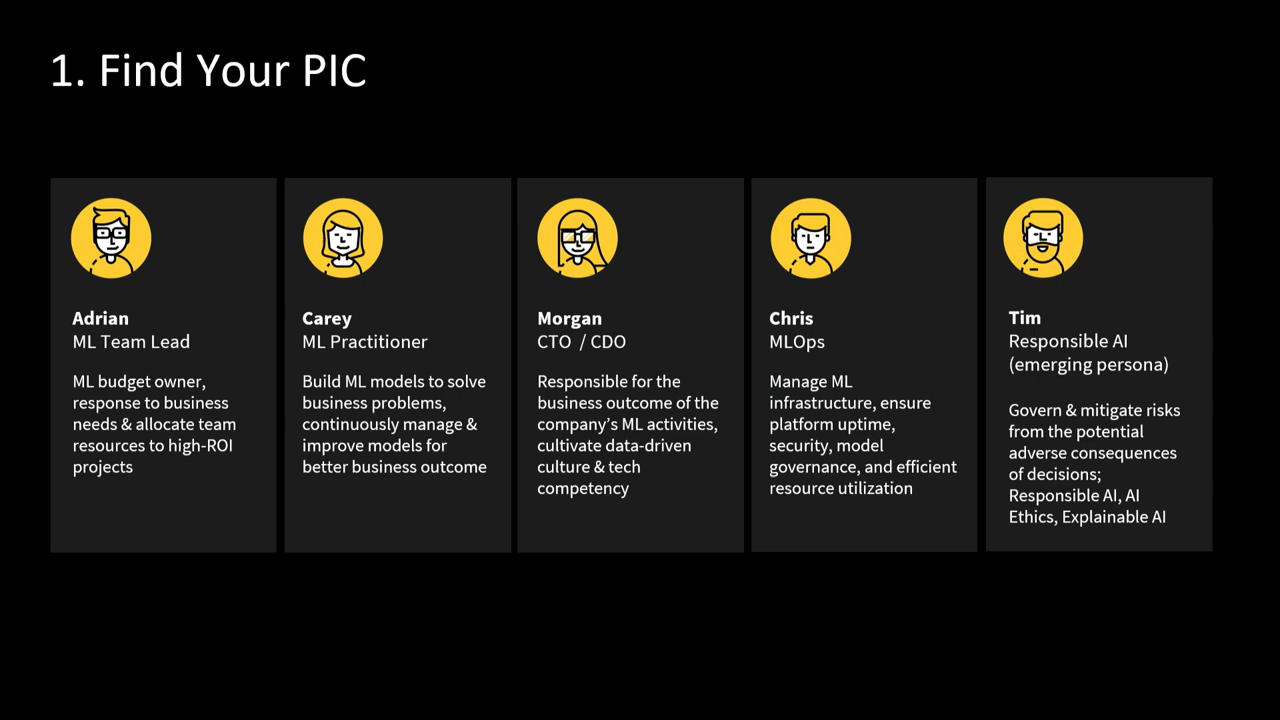 1. Find Your PIC
Adrian
ML Team Lead
ML budget owner,
response to business
needs & allocate team
resources to high-ROI
projects
Carey
ML Practitioner
Build ML models to solve
business problems,
continuously manage &
improve models for
better business outcome
Morgan
CTO / CDO
Responsible for the
business outcome of the
company’s ML activities,
cultivate data-driven
culture & tech
competency
Chris
MLOps
Manage ML
infrastructure, ensure
platform uptime,
security, model
governance, and efficient
resource utilization
Tim
Responsible AI
(emerging persona)
Govern & mitigate risks
from the potential
adverse consequences
of decisions;
Responsible AI, AI
Ethics, Explainable AI